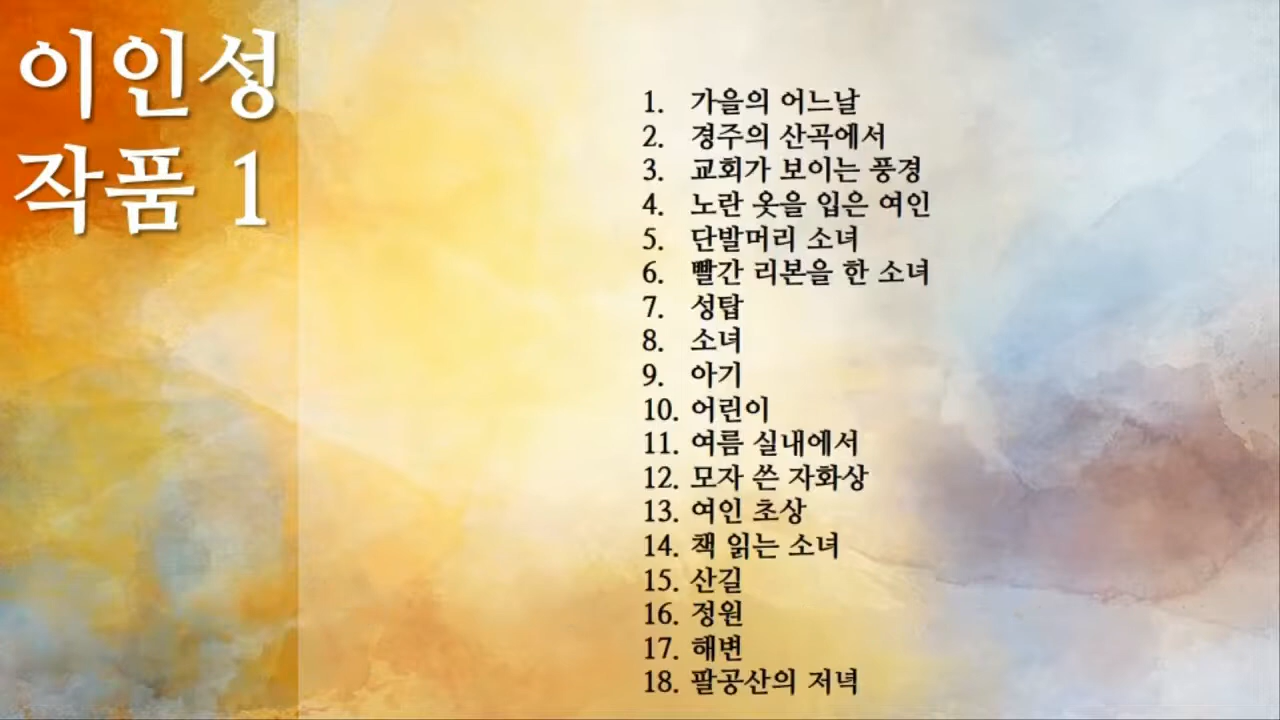 이인성
작품 1
1. 가을의 어느날
2. 경주의 산곡에서
3. 교회가 보이는 풍경
4. 노란 옷을 입은 여인
5. 단발머리 소녀
6. 빨간 리본을 한 소녀
7. 성탑
8. 소녀
9. 아기
10. 어린이
11. 여름 실내에서
12. 모자 쓴 자화상
13. 여인 초상
14. 책 읽는 소녀
15. 산길
16. 정원
17. 해변
18. 팔공산의 저녁